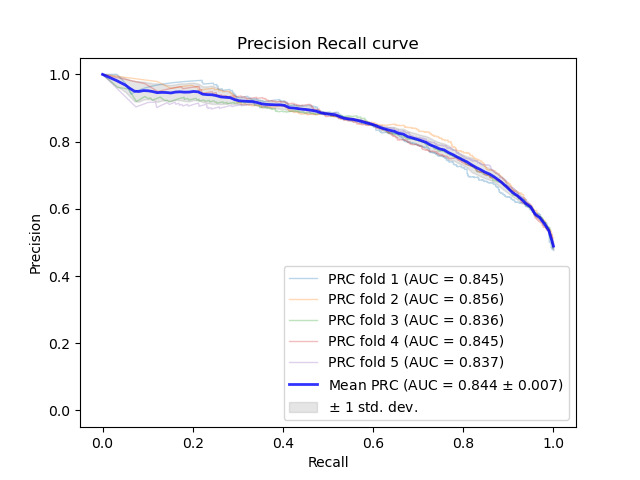 Precision Recall curve
1.0
0.8
0.6
0.4
0.2
0.0
Precision
PRC fold 1 (AUC = 0.845)
PRC fold 2 (AUC = 0.856)
PRC fold 3 (AUC = 0.836)
PRC fold 4 (AUC = 0.845)
PRC fold 5 (AUC = 0.837)
Mean PRC (AUC = 0.844 ± 0.007)
± 1 std. dev.
0.0 0.2 0.4 0.6 0.8 1.0
Recall